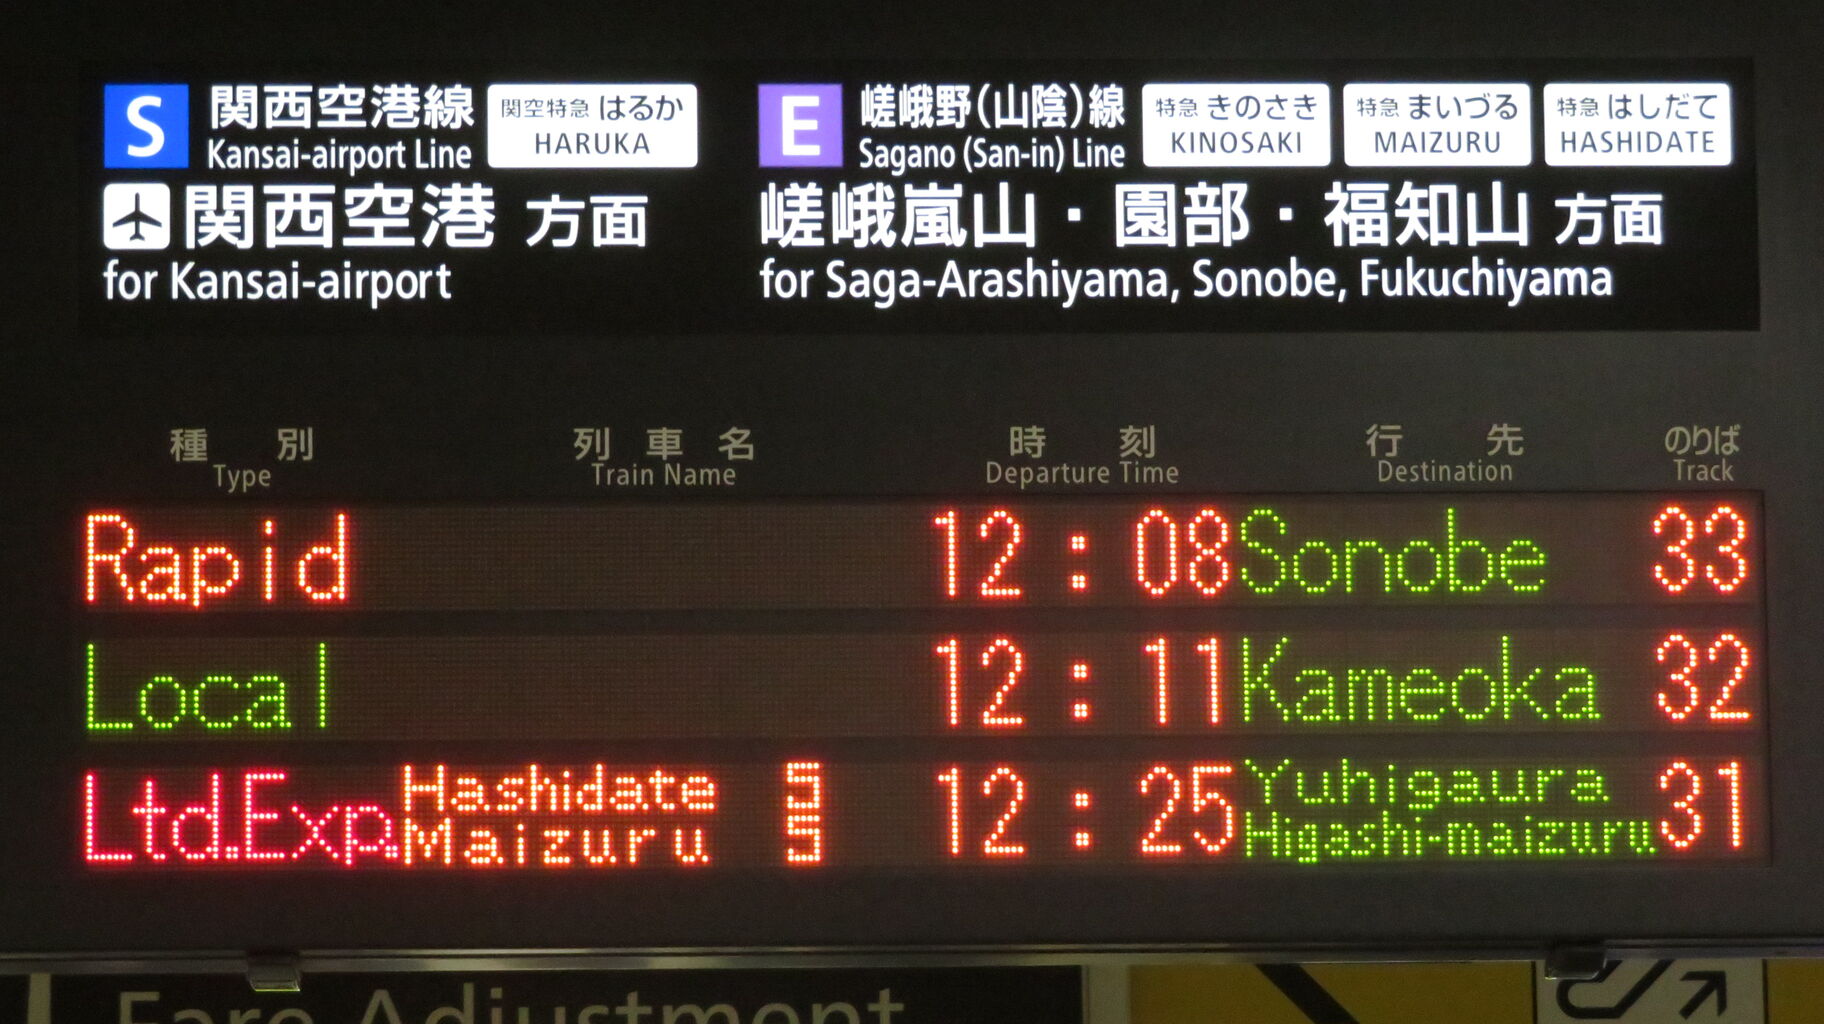 S 関西空港線 関空特急 はるか
Kansai-airport Line HARUKA
関西空港 方面
for Kansai-airport
E 嵯峨野(山陰)線 特急 きのさき 特急 まいづる 特急 はしだて
Sagano (San-in) Line KINOSAKI MAIZURU HASHIDATE
嵯峨嵐山・園部・福知山 方面
for Saga-Arashiyama, Sonobe, Fukuchiyama
種別 列車名 時刻 行先 のりば
Type Train Name Departure Time Destination Track
Rapid 12:08 Sonobe 33
Local 12:11 Kameoka 32
Ltd.Exp. Hashidate 5 12:25 Yuhigaura 31
Maizuru 5 Higashi-maizuru
Fare Adjustment